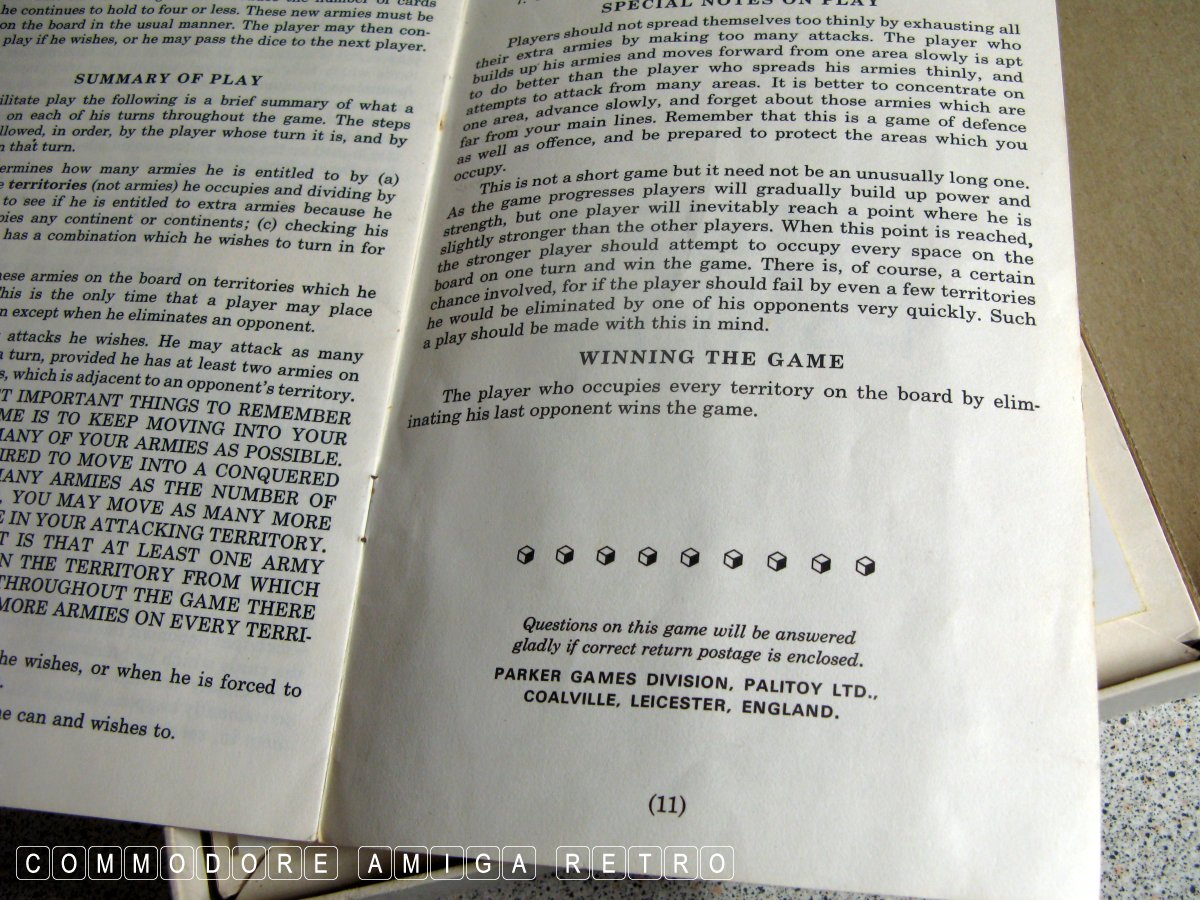 he continues to hold to four or less. These new armies must be
on the board in the usual manner. The player may then con-
play if he wishes, or he may pass the dice to the next player.
SUMMARY OF PLAY
ilitate play the following is a brief summary of what a
on each of his turns throughout the game. The steps
llowed, in order, by the player whose turn it is, and by
n that turn.
ermines how many armies he is entitled to by (a)
e territories (not armies) he occupies and dividing by
to see if he is entitled to extra armies because he
pies any continent or continents; (c) checking his
has a combination which he wishes to turn in for
hese armies on the board on territories which he
This is the only time that a player may place
n except when he eliminates an opponent.
attacks he wishes. He may attack as many
a turn, provided he has at least two armies on
s, which is adjacent to an opponent's territory.
T IMPORTANT THINGS TO REMEMBER
ME IS TO KEEP MOVING INTO YOUR
MANY OF YOUR ARMIES AS POSSIBLE.
IRED TO MOVE INTO A CONQUERED
MANY ARMIES AS THE NUMBER OF
, YOU MAY MOVE AS MANY MORE
E IN YOUR ATTACKING TERRITORY.
T IS THAT AT LEAST ONE ARMY
N THE TERRITORY FROM WHICH
THROUGHOUT THE GAME THERE
MORE ARMIES ON EVERY TERRI-
he wishes, or when he is forced to
he can and wishes to.
SPECIAL NOTES ON PLAY
Players should not spread themselves too thinly by exhausting all
their extra armies by making too many attacks. The player who
builds up his armies and moves forward from one area slowly is apt
to do better than the player who spreads his armies thinly, and
attempts to attack from many areas. It is better to concentrate on
one area, advance slowly, and forget about those armies which are
far from your main lines. Remember that this is a game of defence
as well as offence, and be prepared to protect the areas which you
occupy.
This is not a short game but it need not be an unusually long one.
As the game progresses players will gradually build up power and
strength, but one player will inevitably reach a point where he is
slightly stronger than the other players. When this point is reached,
the stronger player should attempt to occupy every space on the
board on one turn and win the game. There is, of course, a certain
chance involved, for if the player should fail by even a few territories
he would be eliminated by one of his opponents very quickly. Such
a play should be made with this in mind.
WINNING THE GAME
The player who occupies every territory on the board by elim-
inating his last opponent wins the game.
Questions on this game will be answered
gladly if correct return postage is enclosed.
PARKER GAMES DIVISION, PALITOY LTD.,
COALVILLE, LEICESTER, ENGLAND.
(11)
COMMODORE AMIGA RETRO